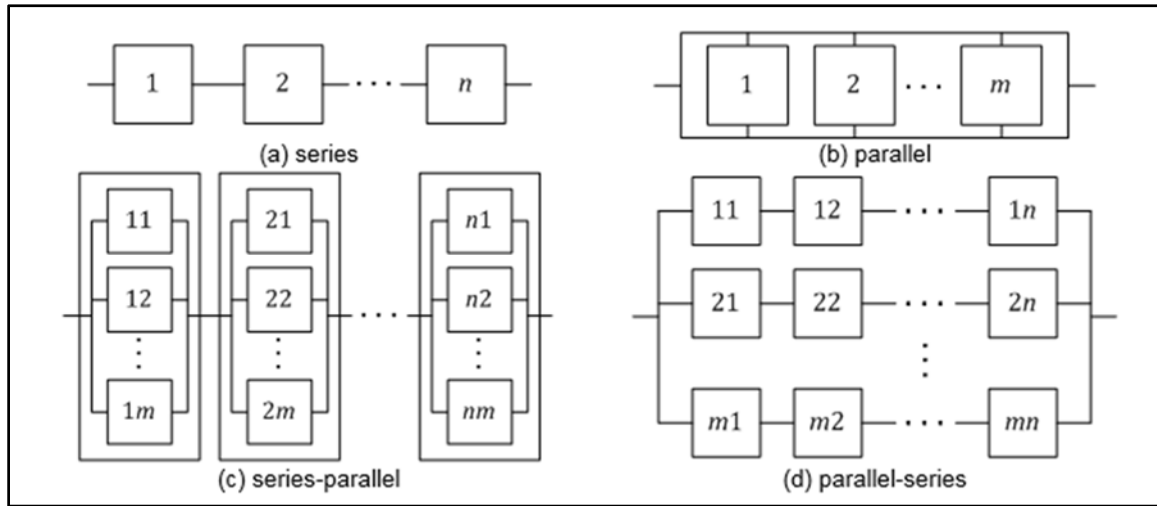 1 2 ··· n
(a) series
1 2 ··· m
(b) parallel
11 21 n1
12 22 ··· n2
⋮ ⋮ ⋮
1m 2m nm
(c) series-parallel
11 12 ··· 1n
21 22 ··· 2n
⋮
m1 m2 ··· mn
(d) parallel-series